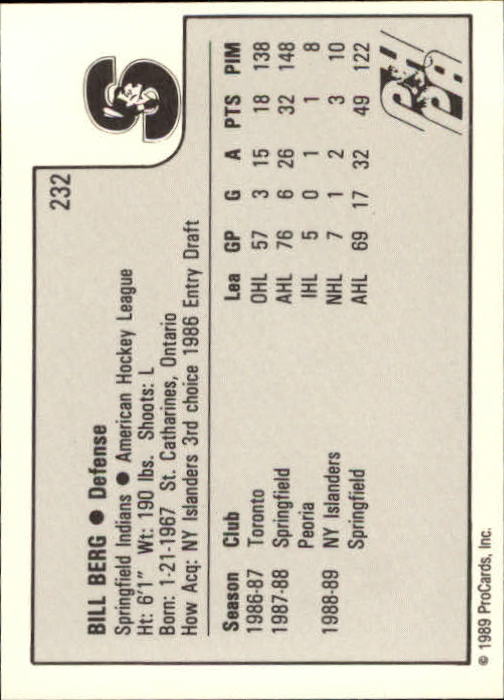 232
BILL BERG ● Defense
Springfield Indians ● American Hockey League
Ht: 6'1" Wt: 190 lbs. Shoots: L
Born: 1-21-1967 St. Catharines, Ontario
How Acq: NY Islanders 3rd choice 1986 Entry Draft
Season Club Lea GP G A PTS PIM
1986-87 Toronto OHL 57 3 15 18 138
1987-88 Springfield AHL 76 6 26 32 148
Peoria IHL 5 0 1 1 8
1988-89 NY Islanders NHL 7 1 2 3 10
Springfield AHL 69 17 32 49 122
© 1989 ProCards, Inc.
S